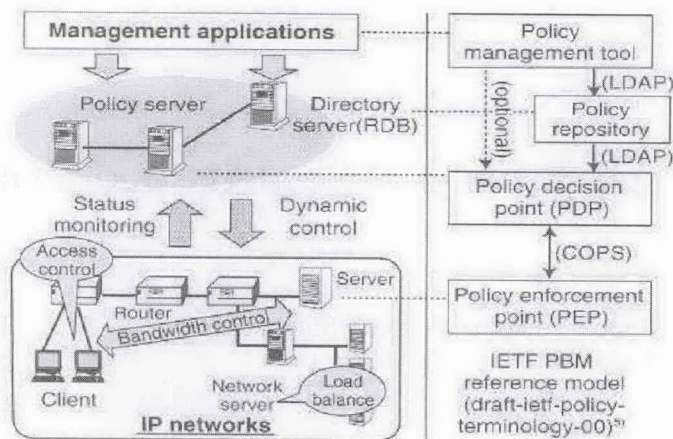 Management applications
Policy server
Directory
server(RDB)
Status
monitoring
Dynamic
control
Access
control
Server
Router
Bandwidth control
Client
Network
server
Load
balance
IP networks
Policy
management tool
(LDAP)
(optional)
Policy
repository
(LDAP)
Policy decision
point (PDP)
(COPS)
Policy enforcement
point (PEP)
IETF PBM
reference model
(draft-ietf-policy-
terminology-00)5)